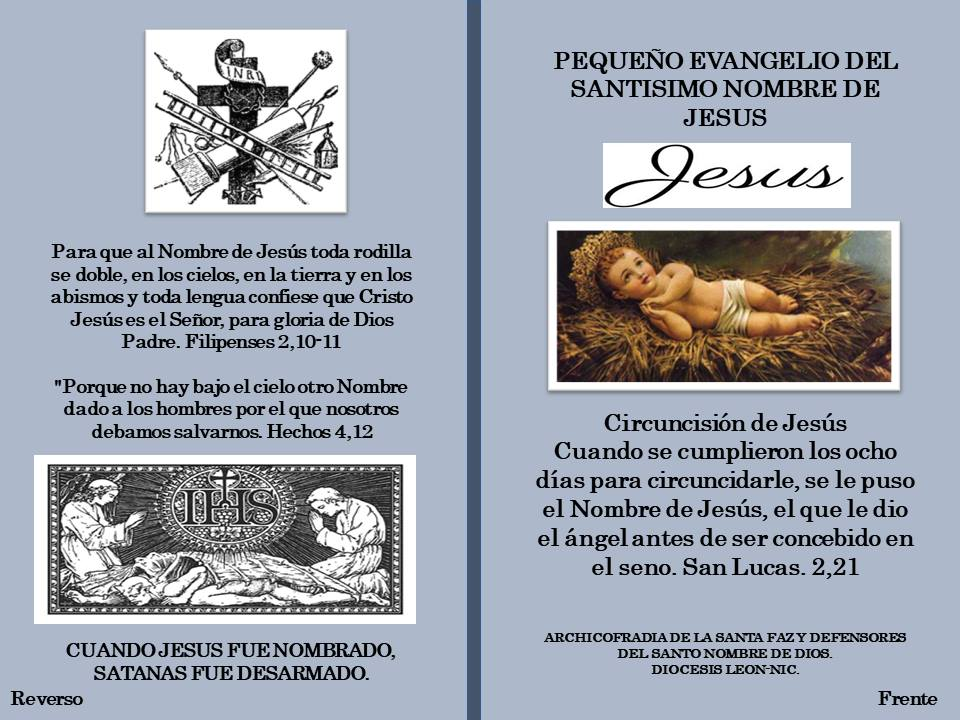 INRI
Para que al Nombre de Jesús toda rodilla
se doble, en los cielos, en la tierra y en los
abismos y toda lengua confiese que Cristo
Jesús es el Señor, para gloria de Dios
Padre. Filipenses 2,10-11
"Porque no hay bajo el cielo otro Nombre
dado a los hombres por el que nosotros
debamos salvarnos. Hechos 4,12
IHS
CUANDO JESUS FUE NOMBRADO,
SATANAS FUE DESARMADO.
Reverso
PEQUEÑO EVANGELIO DEL
SANTISIMO NOMBRE DE
JESUS
Jesus
Circuncisión de Jesús
Cuando se cumplieron los ocho
días para circuncidarle, se le puso
el Nombre de Jesús, el que le dio
el ángel antes de ser concebido en
el seno. San Lucas. 2,21
ARCHICOFRADIA DE LA SANTA FAZ Y DEFENSORES
DEL SANTO NOMBRE DE DIOS.
DIOCESIS LEON-NIC.
Frente